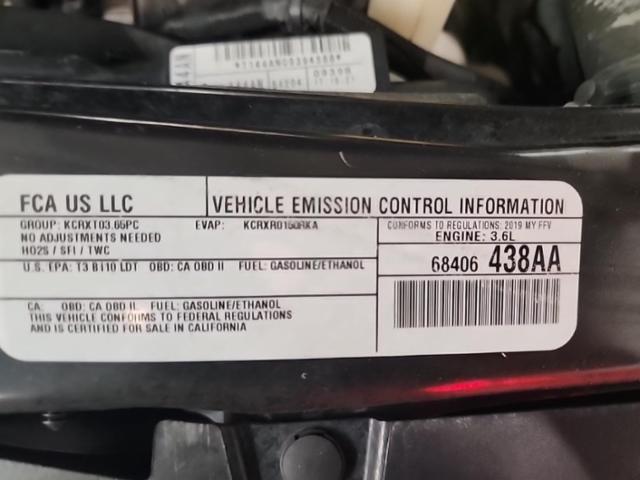 FCA US LLC
VEHICLE EMISSION CONTROL INFORMATION
GROUP: KCRXT03.65PC EVAP: KCRXR0150RKA
NO ADJUSTMENTS NEEDED
HO2S / SFI / TWC
CONFORMS TO REGULATIONS: 2019 MY FFV
ENGINE: 3.6L
U.S. EPA: T3 B110 LDT OBD: CA OBD II FUEL: GASOLINE/ETHANOL
68406 438AA
CA: OBD: CA OBD II FUEL: GASOLINE/ETHANOL
THIS VEHICLE CONFORMS TO FEDERAL REGULATIONS
AND IS CERTIFIED FOR SALE IN CALIFORNIA